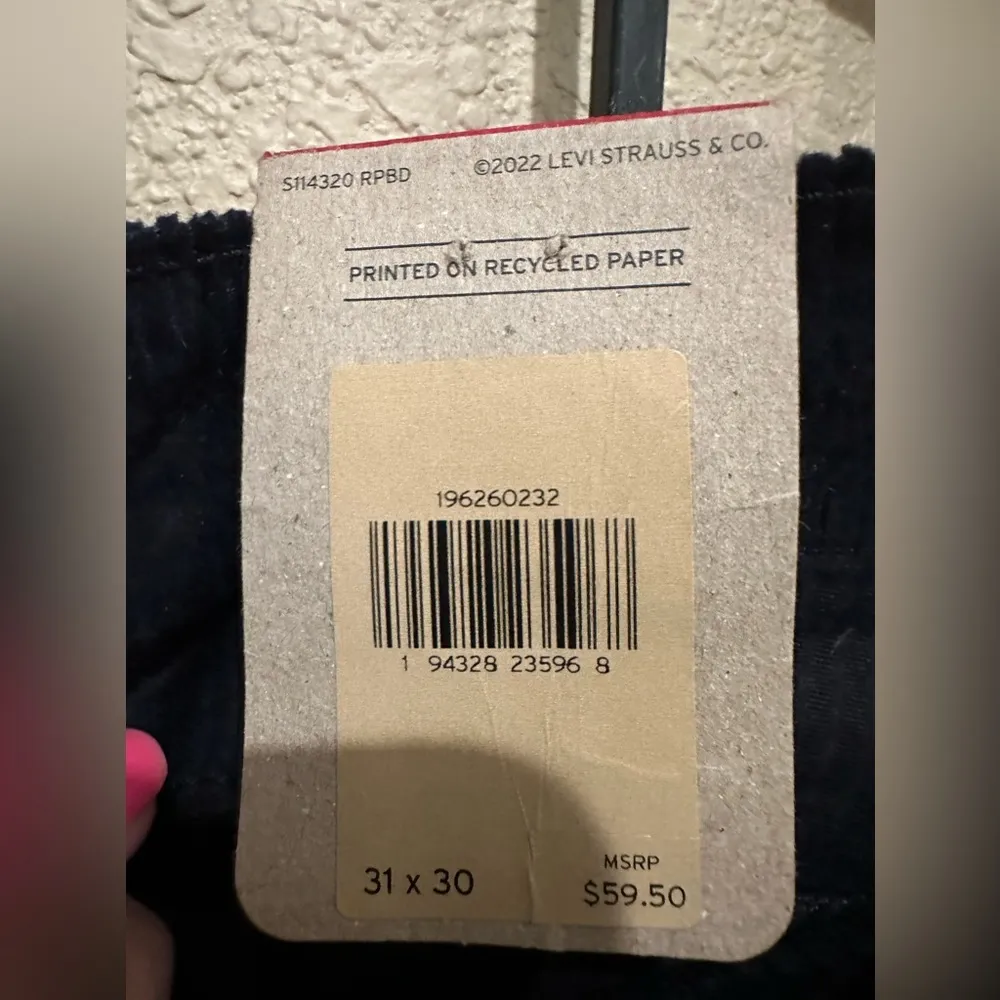 S114320 RPBD
©2022 LEVI STRAUSS & CO.
PRINTED ON RECYCLED PAPER
196260232
1 94328 23596 8
31 x 30
MSRP
$59.50